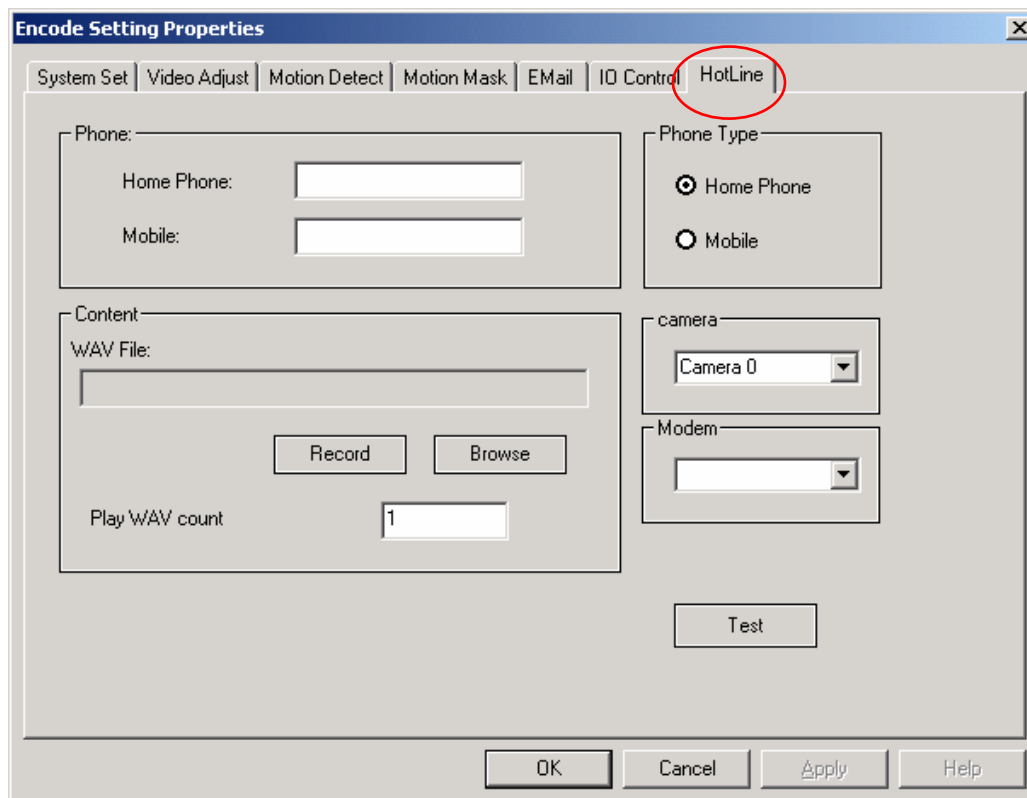 Encode Setting Properties
System Set Video Adjust Motion Detect Motion Mask EMail IO Control HotLine
Phone:
Home Phone:
Mobile:
Phone Type
Home Phone
Mobile
Content
WAV File:
Record Browse
Play WAV count 1
camera
Camera 0
Modem
Test
OK Cancel Apply Help